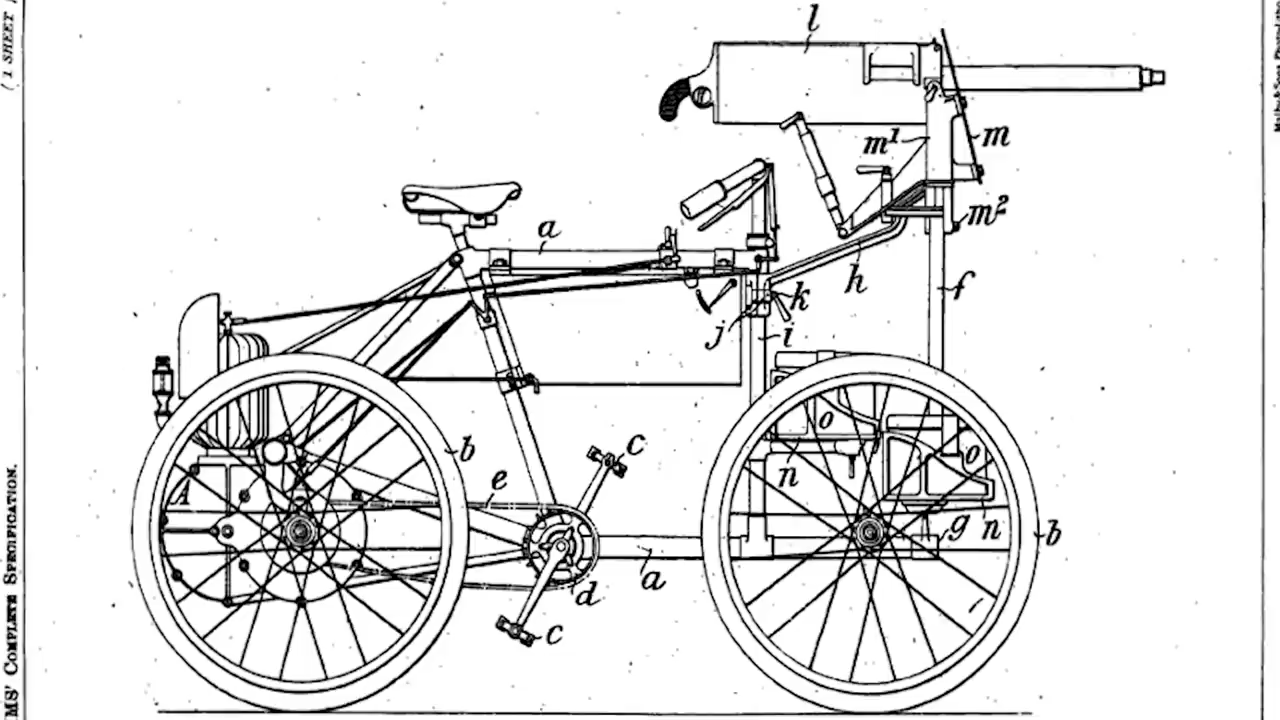 ( 1 SHEET )
l
m¹
m
m²
a
h
f
k
j
i
b
c
o
n
o
A
e
g
n
b
a
d
c
MS' COMPLETE SPECIFICATION.